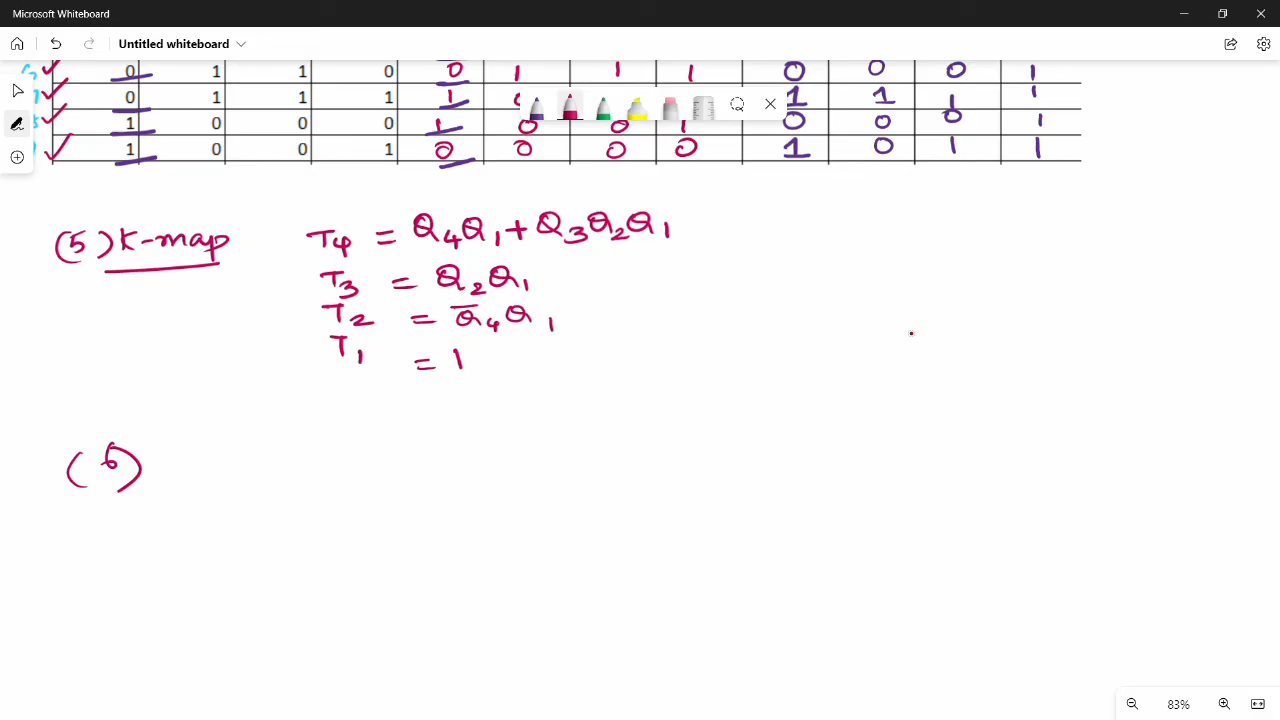 Microsoft Whiteboard
Untitled whiteboard
0 1 1 0 0 1 1 1 0 0 0 1
0 1 1 1 1 1 1 1 1
1 0 0 0 1 0 0 1 0 0 0 1
1 0 0 1 0 0 0 0 1 0 1 1
(5) K-map T4 = Q4Q1+Q3Q2Q1
T3 = Q2Q1
T2 = Q̅4Q1
T1 = 1
(6)
83%